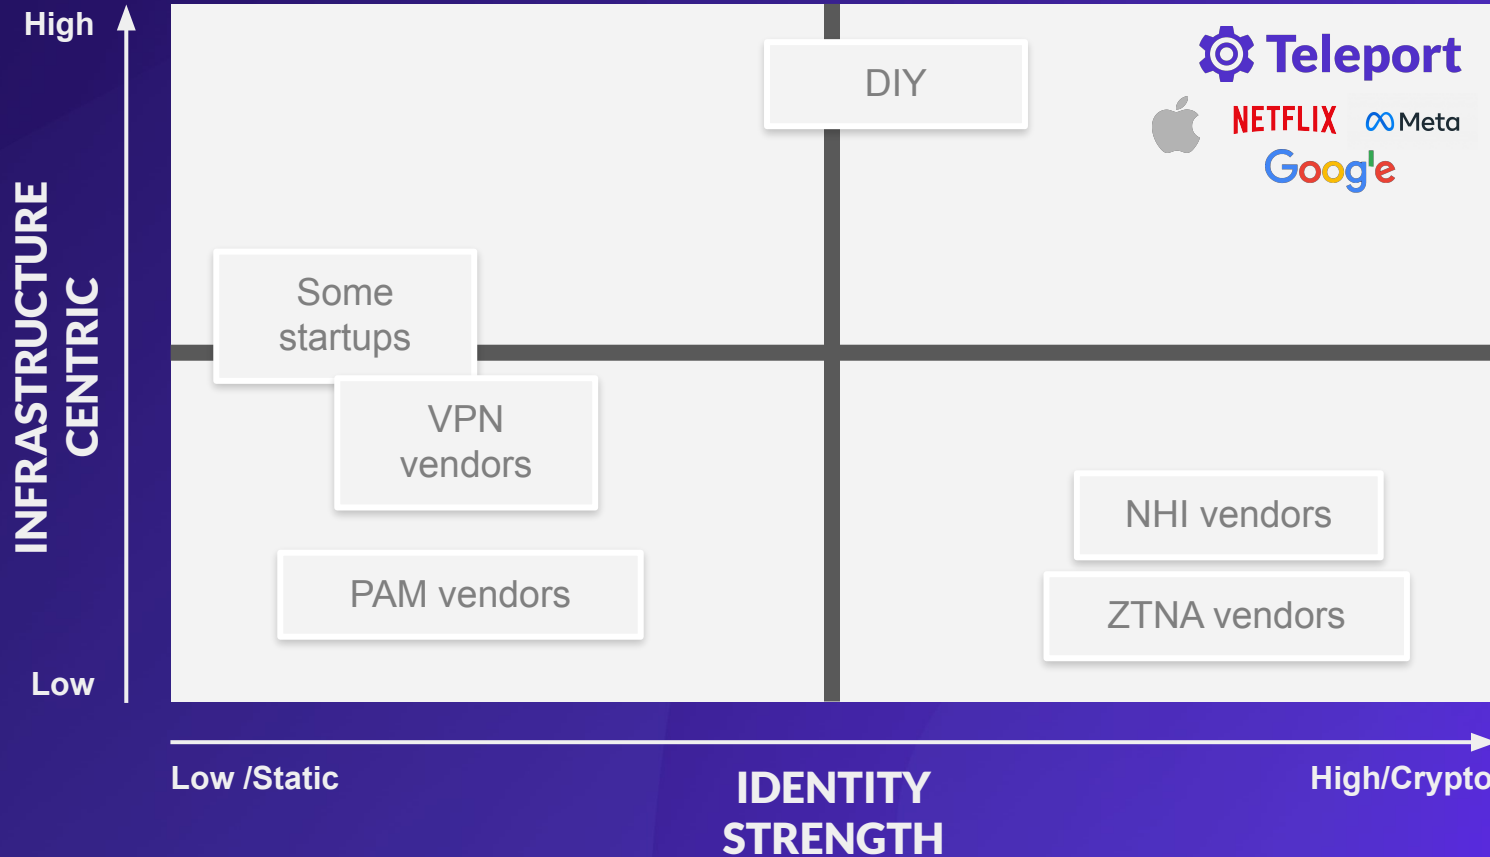 High
DIY
Teleport
NETFLIX
Meta
Google
INFRASTRUCTURE
CENTRIC
Some
startups
VPN
vendors
NHI vendors
PAM vendors
ZTNA vendors
Low
Low /Static
IDENTITY
STRENGTH
High/Crypto